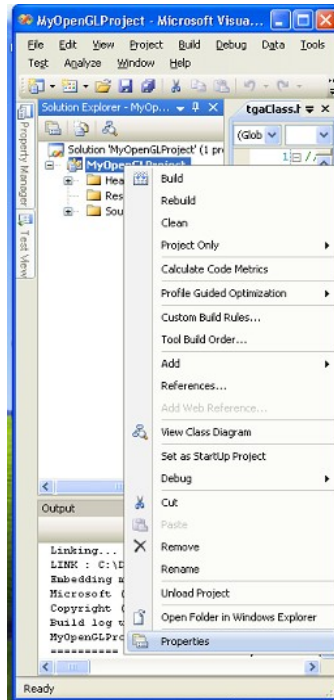 MyOpenGLProject - Microsoft Visua...
File Edit View Project Build Debug Data Tools
Test Analyze Window Help
Solution Explorer - MyOp...
tgaClass.h
Property Manager
Test View
(Glob
Solution 'MyOpenGLProject' (1 pr
1
MyOpenGLProject
Hea
Res
Sou
Build
Rebuild
Clean
Project Only
Calculate Code Metrics
Profile Guided Optimization
Custom Build Rules...
Tool Build Order...
Add
References...
Add Web Reference...
View Class Diagram
Set as StartUp Project
Debug
Cut
Paste
Remove
Rename
Unload Project
Open Folder in Windows Explorer
Properties
Output
Linking...
LINK : C:\D
Embedding m
Microsoft (
Copyright (
Build log w
MyOpenGLPro
==========
Ready